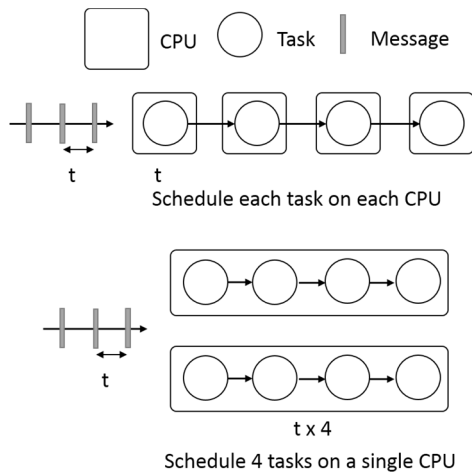 CPU
Task
Message
t
t
Schedule each task on each CPU
t
t x 4
Schedule 4 tasks on a single CPU